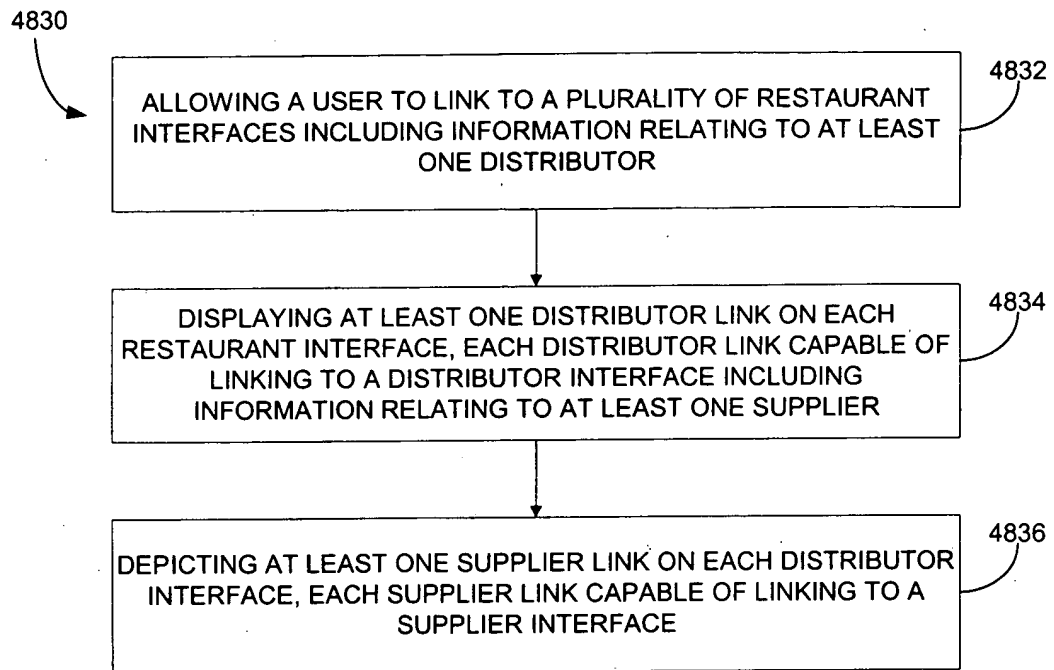 4830
4832
ALLOWING A USER TO LINK TO A PLURALITY OF RESTAURANT
INTERFACES INCLUDING INFORMATION RELATING TO AT LEAST
ONE DISTRIBUTOR
4834
DISPLAYING AT LEAST ONE DISTRIBUTOR LINK ON EACH
RESTAURANT INTERFACE, EACH DISTRIBUTOR LINK CAPABLE OF
LINKING TO A DISTRIBUTOR INTERFACE INCLUDING
INFORMATION RELATING TO AT LEAST ONE SUPPLIER
4836
DEPICTING AT LEAST ONE SUPPLIER LINK ON EACH DISTRIBUTOR
INTERFACE, EACH SUPPLIER LINK CAPABLE OF LINKING TO A
SUPPLIER INTERFACE